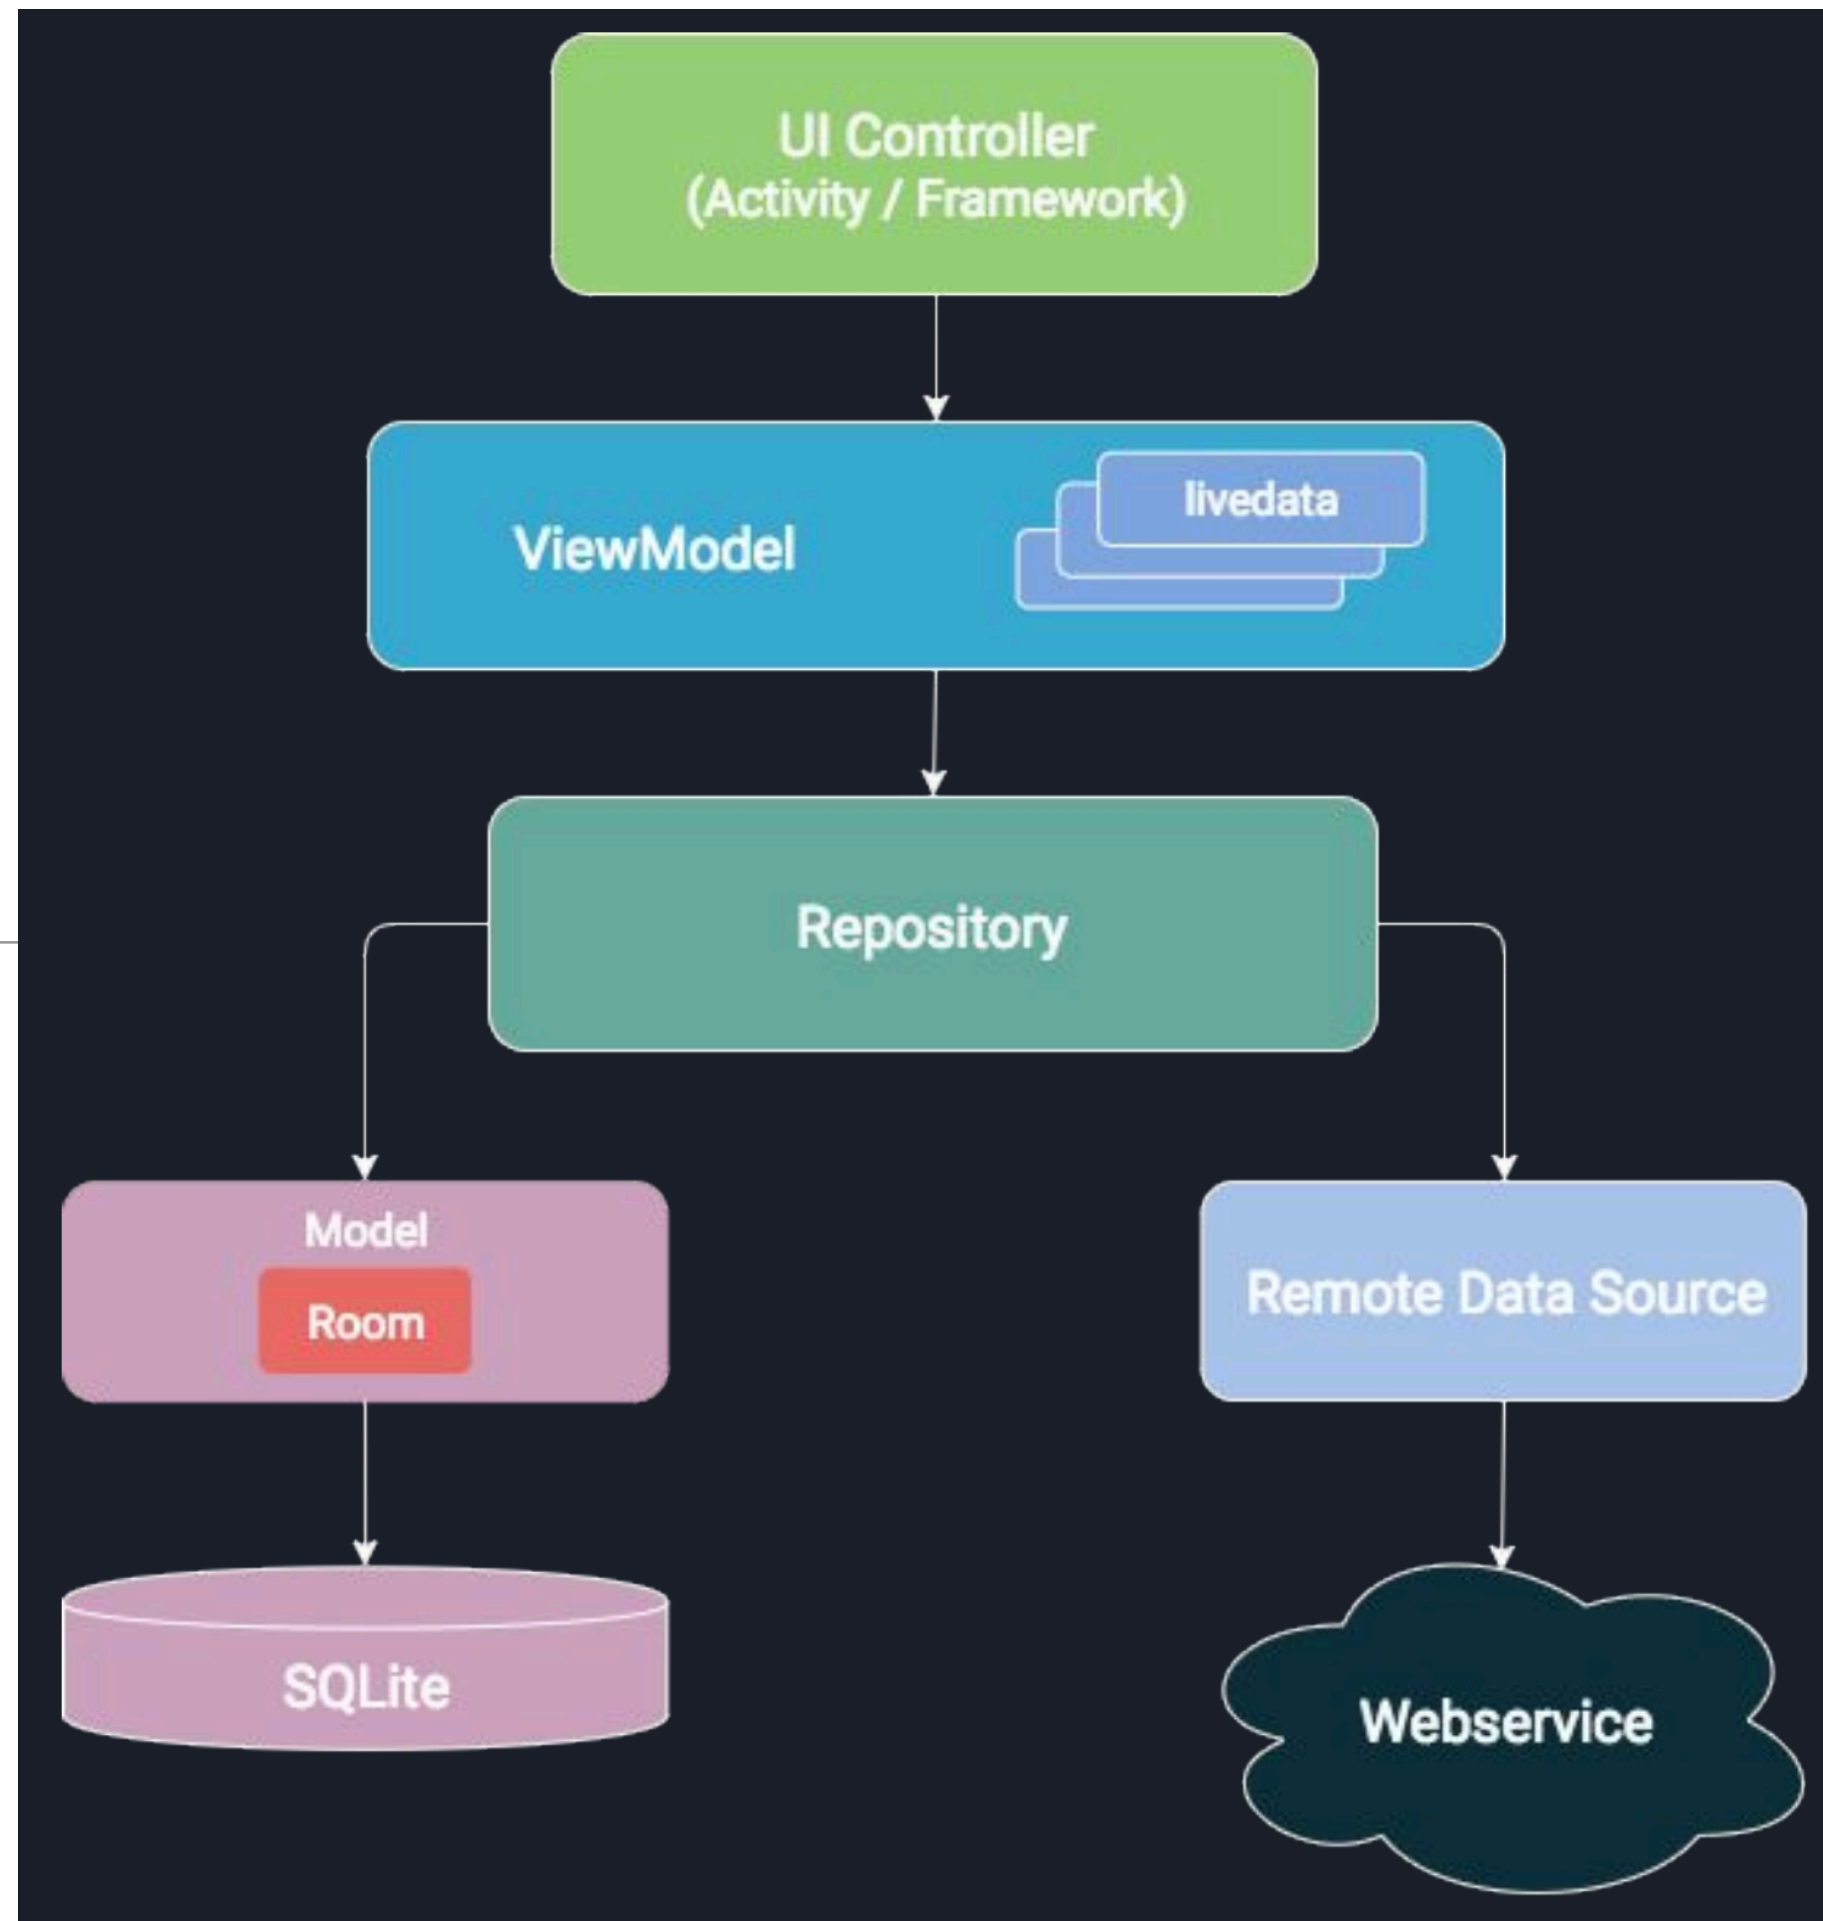 UI Controller
(Activity / Framework)
livedata
ViewModel
Repository
Model
Room
Remote Data Source
SQLite
Webservice